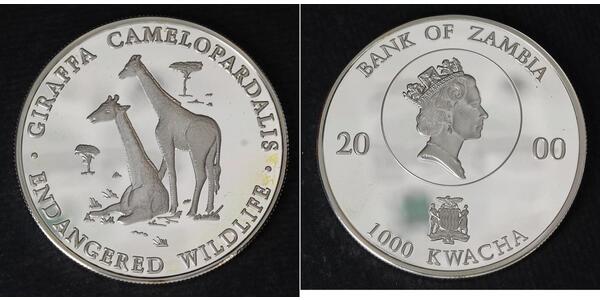 · GIRAFFA CAMELOPARDALIS ·
ENDANGERED WILDLIFE
BANK OF ZAMBIA
20 00
1000 KWACHA